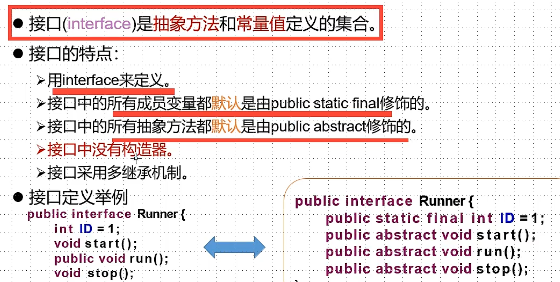 ●接口(interface)是抽象方法和常量值定义的集合。
●接口的特点：
➢用interface来定义。
➢接口中的所有成员变量都默认是由public static final修饰的。
➢接口中的所有抽象方法都默认是由public abstract修饰的。
➢接口中没有构造器。
➢接口采用多继承机制。
●接口定义举例
public interface Runner {
int ID = 1;
void start();
public void run();
void stop();
public interface Runner {
public static final int ID =1;
public abstract void start();
public abstract void run();
public abstract void stop();